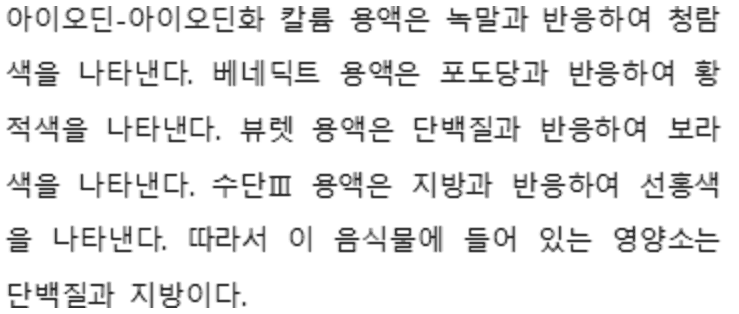 아이오딘-아이오딘화 칼륨 용액은 녹말과 반응하여 청람
색을 나타낸다. 베네딕트 용액은 포도당과 반응하여 황
적색을 나타낸다. 뷰렛 용액은 단백질과 반응하여 보라
색을 나타낸다. 수단Ⅲ 용액은 지방과 반응하여 선홍색
을 나타낸다. 따라서 이 음식물에 들어 있는 영양소는
단백질과 지방이다.